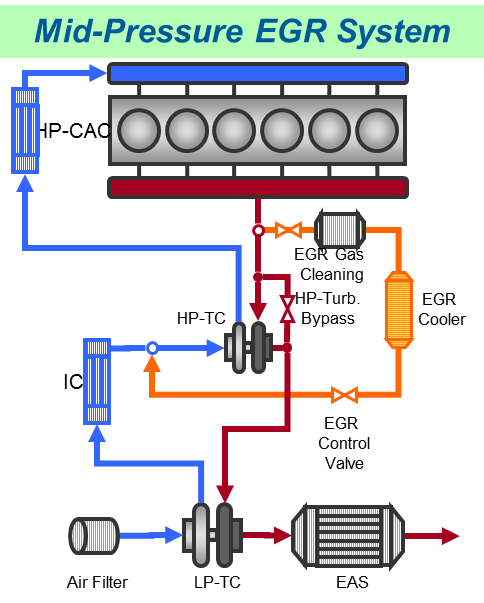 Mid-Pressure EGR System
HP-CAC
EGR Gas
Cleaning
HP-Turb.
Bypass
EGR
Cooler
HP-TC
IC
EGR
Control
Valve
Air Filter
LP-TC
EAS